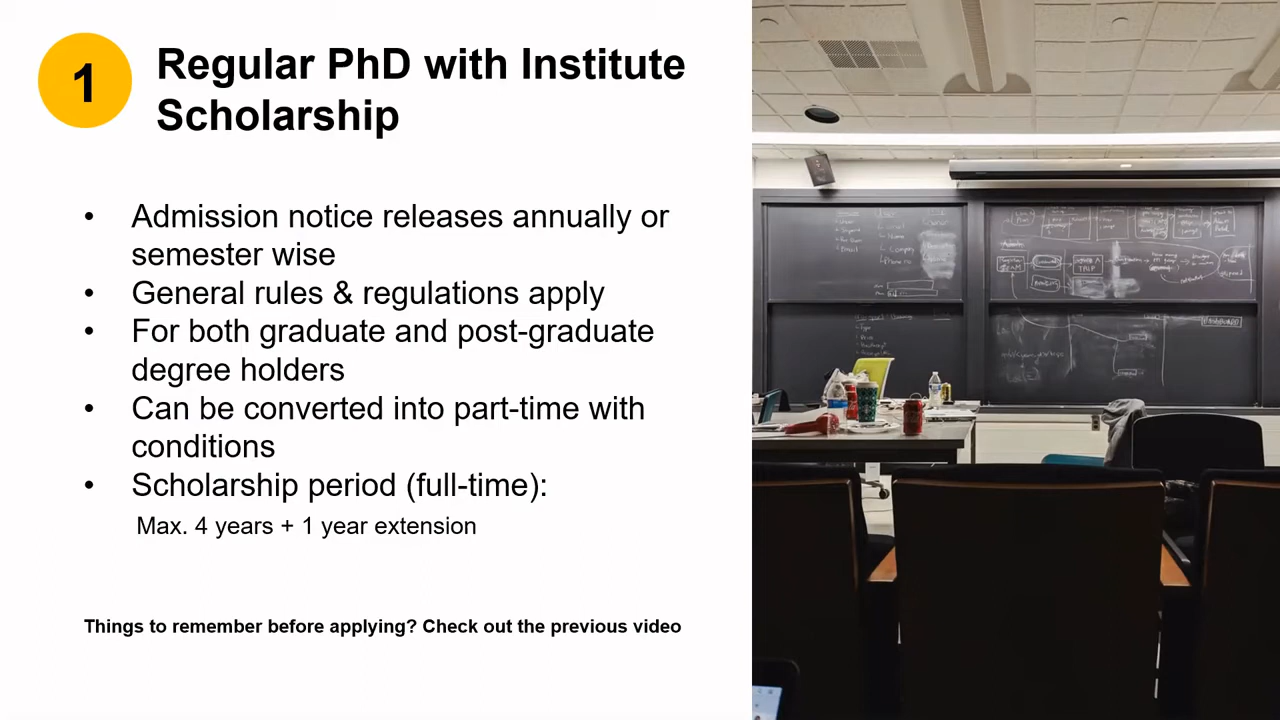 1
Regular PhD with Institute
Scholarship
• Admission notice releases annually or
semester wise
• General rules & regulations apply
• For both graduate and post-graduate
degree holders
• Can be converted into part-time with
conditions
• Scholarship period (full-time):
Max. 4 years + 1 year extension
Things to remember before applying? Check out the previous video
TRIP